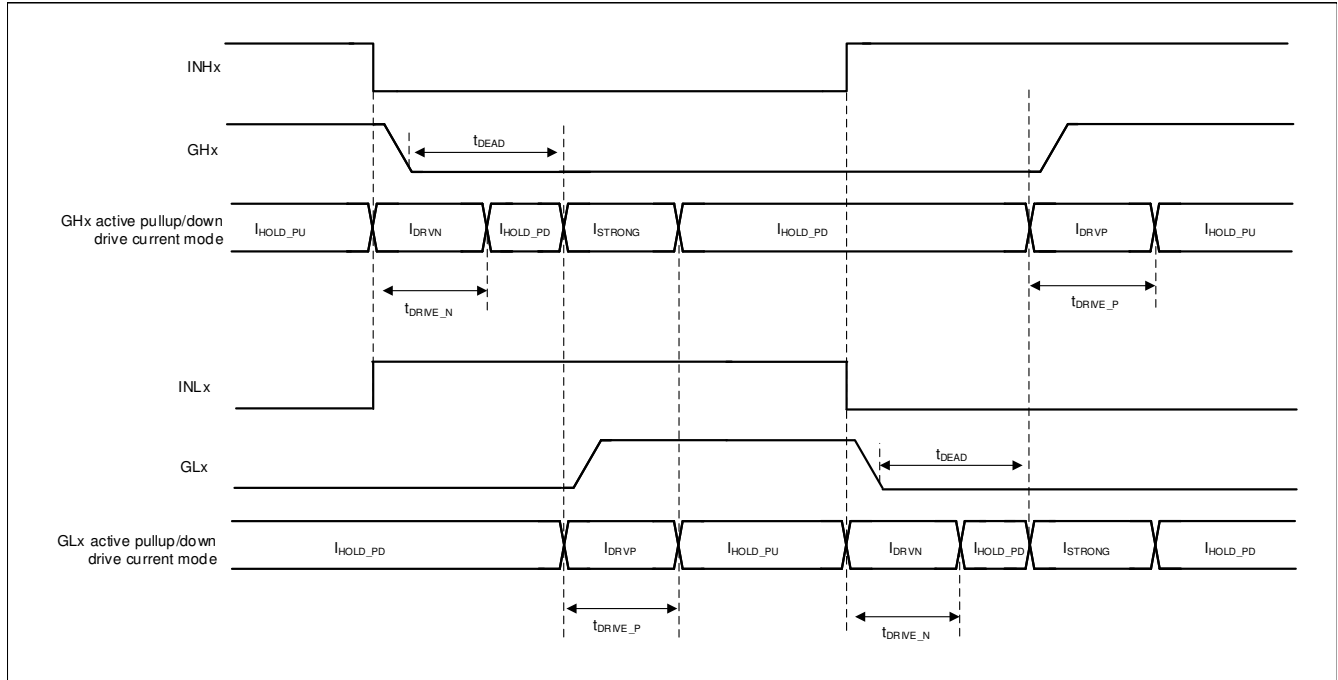 INHx
GHx
tDEAD
GHx active pullup/down
drive current mode
IHOLD_PU
IDRVN
IHOLD_PD
ISTRONG
IHOLD_PD
IDRVP
IHOLD_PU
tDRIVE_N
tDRIVE_P
INLx
GLx
tDEAD
GLx active pullup/down
drive current mode
IHOLD_PD
IDRVP
IHOLD_PU
IDRVN
IHOLD_PD
ISTRONG
IHOLD_PD
tDRIVE_P
tDRIVE_N